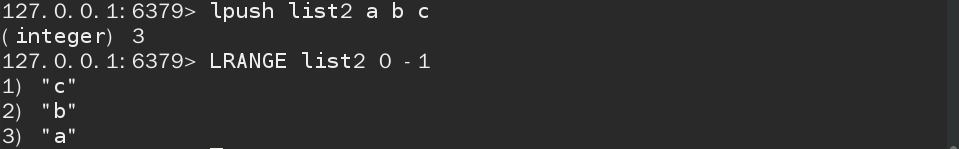 127.0.0.1:6379> lpush list2 a b c
(integer) 3
127.0.0.1:6379> LRANGE list2 0 -1
1) "c"
2) "b"
3) "a"